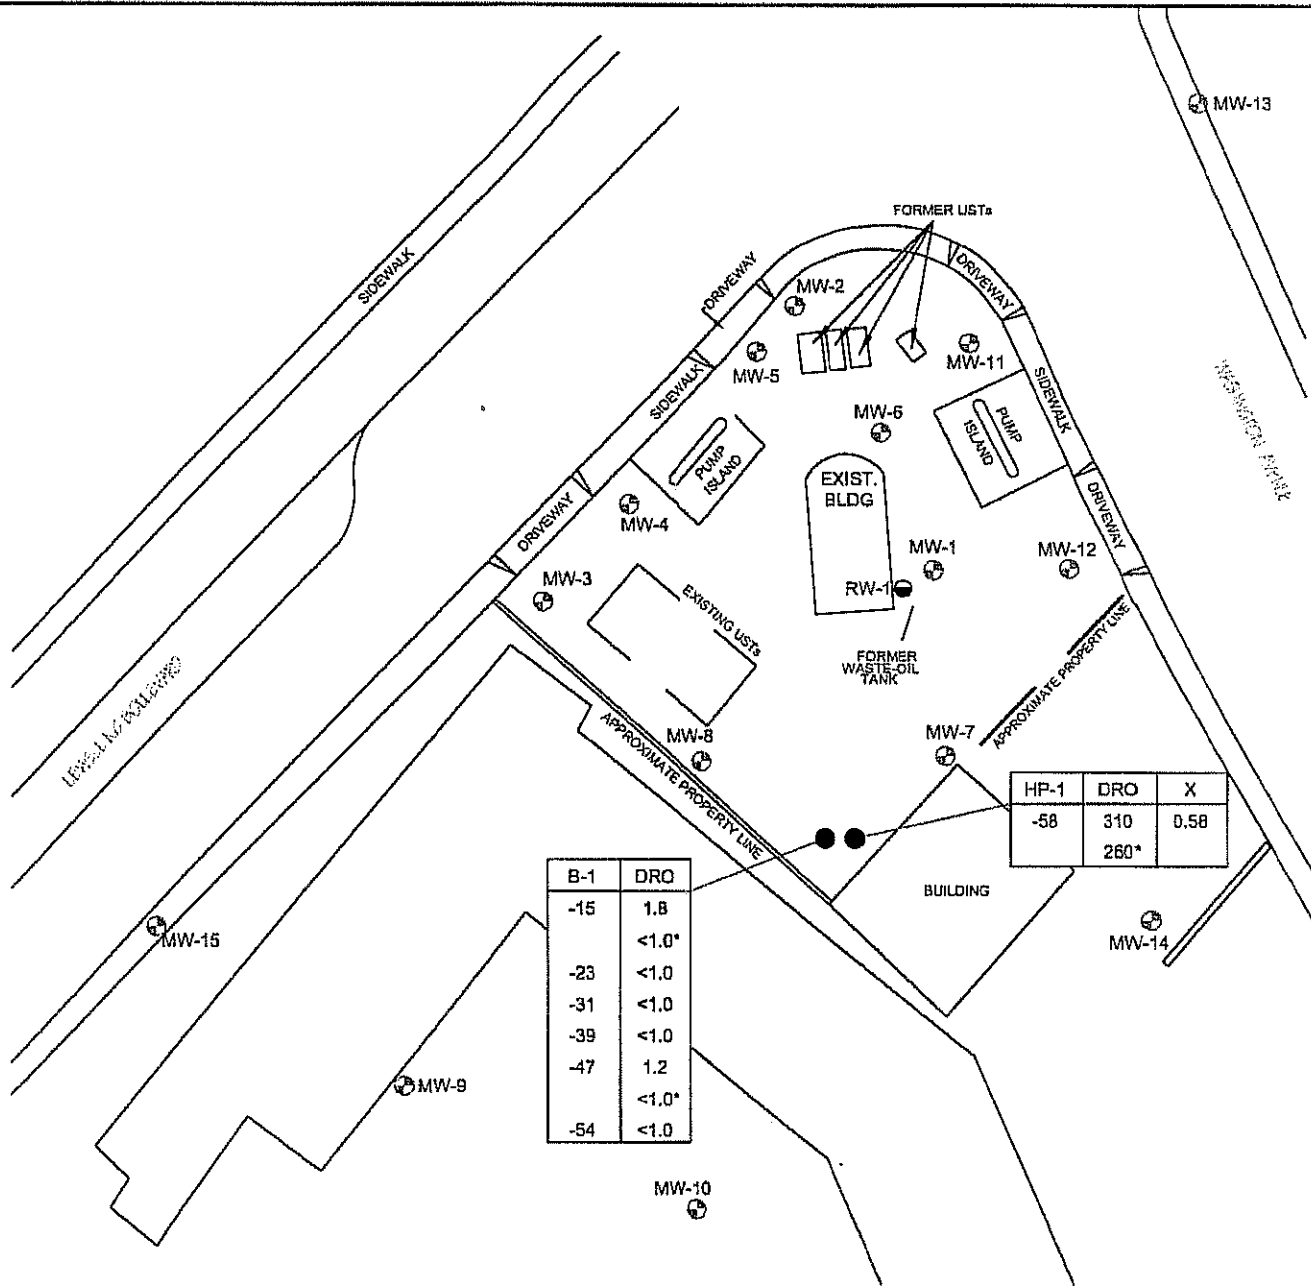 MW-13
FORMER USTs
SIDEWALK
DRIVEWAY
DRIVEWAY
MW-2
MW-5
MW-11
SIDEWALK
SIDEWALK
MW-6
PUMP
ISLAND
PUMP
ISLAND
EXIST.
BLDG
DRIVEWAY
DRIVEWAY
MW-4
MW-1
MW-12
MW-3
RW-1
EXISTING USTs
FORMER
WASTE-OIL
TANK
APPROXIMATE PROPERTY LINE
MW-8
MW-7
APPROXIMATE PROPERTY LINE
HP-1 DRO X
-58 310 0.58
260*
B-1 DRO
-15 1.8
<1.0*
-23 <1.0
-31 <1.0
-39 <1.0
-47 1.2
<1.0*
-54 <1.0
BUILDING
MW-14
MW-15
MW-9
MW-10